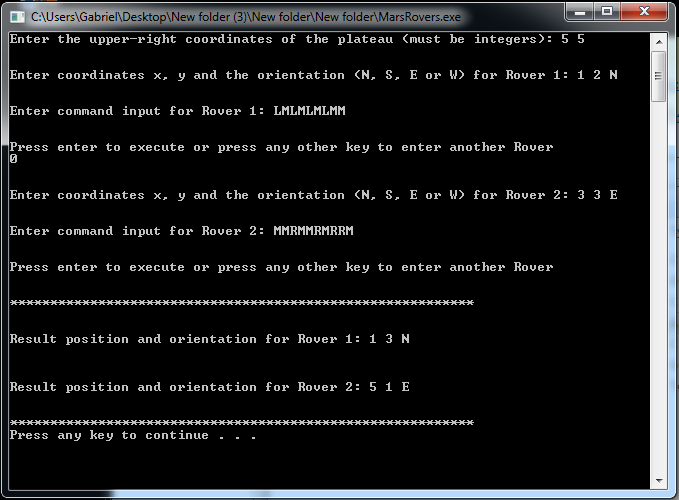 C:\Users\Gabriel\Desktop\New folder (3)\New folder\New folder\MarsRovers.exe
Enter the upper-right coordinates of the plateau (must be integers): 5 5
Enter coordinates x, y and the orientation (N, S, E or W) for Rover 1: 1 2 N
Enter command input for Rover 1: LMLMLMLMM
Press enter to execute or press any other key to enter another Rover
0
Enter coordinates x, y and the orientation (N, S, E or W) for Rover 2: 3 3 E
Enter command input for Rover 2: MMRMMRMRRM
Press enter to execute or press any other key to enter another Rover
**********************************************************
Result position and orientation for Rover 1: 1 3 N
Result position and orientation for Rover 2: 5 1 E
**********************************************************
Press any key to continue . . .